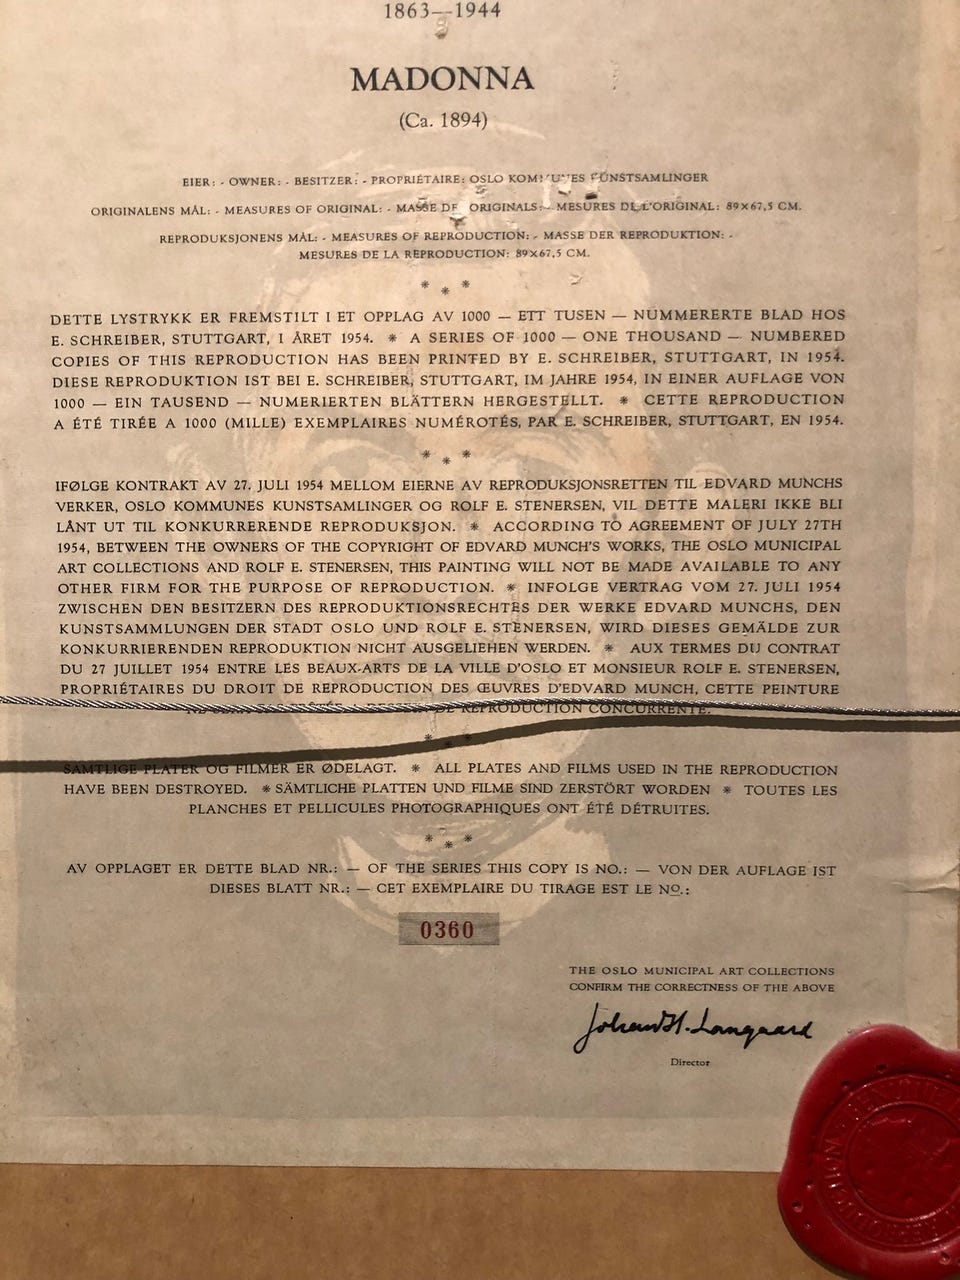 1863—1944
MADONNA
(Ca. 1894)
EIER: - OWNER: - BESITZER: - PROPRIÉTAIRE: OSLO KOMMUNES KUNSTSAMLINGER
ORIGINALENS MÅL: - MEASURES OF ORIGINAL: - MASSE DE ORIGINALS: - MESURES DE L'ORIGINAL: 89×67,5 CM.
REPRODUKSJONENS MÅL: - MEASURES OF REPRODUCTION: - MASSE DER REPRODUKTION: -
MESURES DE LA REPRODUCTION: 89×67,5 CM.
* * *
DETTE LYSTRYKK ER FREMSTILT I ET OPPLAG AV 1000 — ETT TUSEN — NUMMERERTE BLAD HOS
E. SCHREIBER, STUTTGART, I ÅRET 1954. * A SERIES OF 1000 — ONE THOUSAND — NUMBERED
COPIES OF THIS REPRODUCTION HAS BEEN PRINTED BY E. SCHREIBER, STUTTGART, IN 1954.
DIESE REPRODUKTION IST BEI E. SCHREIBER, STUTTGART, IM JAHRE 1954, IN EINER AUFLAGE VON
1000 — EIN TAUSEND — NUMERIERTEN BLÄTTERN HERGESTELLT. * CETTE REPRODUCTION
A ÉTÉ TIRÉE A 1000 (MILLE) EXEMPLAIRES NUMÉROTÉS, PAR E. SCHREIBER, STUTTGART, EN 1954.
* * *
IFØLGE KONTRAKT AV 27. JULI 1954 MELLOM EIERNE AV REPRODUKSJONSRETTEN TIL EDVARD MUNCHS
VERKER, OSLO KOMMUNES KUNSTSAMLINGER OG ROLF E. STENERSEN, VIL DETTE MALERI IKKE BLI
LÅNT UT TIL KONKURRERENDE REPRODUKSJON. * ACCORDING TO AGREEMENT OF JULY 27TH
1954, BETWEEN THE OWNERS OF THE COPYRIGHT OF EDVARD MUNCH'S WORKS, THE OSLO MUNICIPAL
ART COLLECTIONS AND ROLF E. STENERSEN, THIS PAINTING WILL NOT BE MADE AVAILABLE TO ANY
OTHER FIRM FOR THE PURPOSE OF REPRODUCTION. * INFOLGE VERTRAG VOM 27. JULI 1954
ZWISCHEN DEN BESITZERN DES REPRODUKTIONSRECHTES DER WERKE EDVARD MUNCHS, DEN
KUNSTSAMMLUNGEN DER STADT OSLO UND ROLF E. STENERSEN, WIRD DIESES GEMÄLDE ZUR
KONKURRIERENDEN REPRODUKTION NICHT AUSGELIEHEN WERDEN. * AUX TERMES DU CONTRAT
DU 27 JUILLET 1954 ENTRE LES BEAUX-ARTS DE LA VILLE D'OSLO ET MONSIEUR ROLF E. STENERSEN,
PROPRIÉTAIRES DU DROIT DE REPRODUCTION DES ŒUVRES D'EDVARD MUNCH, CETTE PEINTURE
DE REPRODUCTION CONCURRENTE.
* * *
SAMTLIGE PLATER OG FILMER ER ØDELAGT. * ALL PLATES AND FILMS USED IN THE REPRODUCTION
HAVE BEEN DESTROYED. * SÄMTLICHE PLATTEN UND FILME SIND ZERSTÖRT WORDEN * TOUTES LES
PLANCHES ET PELLICULES PHOTOGRAPHIQUES ONT ÉTÉ DÉTRUITES.
* * *
AV OPPLAGET ER DETTE BLAD NR.: — OF THE SERIES THIS COPY IS NO.: — VON DER AUFLAGE IST
DIESES BLATT NR.: — CET EXEMPLAIRE DU TIRAGE EST LE NO.:
0360
THE OSLO MUNICIPAL ART COLLECTIONS
CONFIRM THE CORRECTNESS OF THE ABOVE
Johan H. Langaard
Director